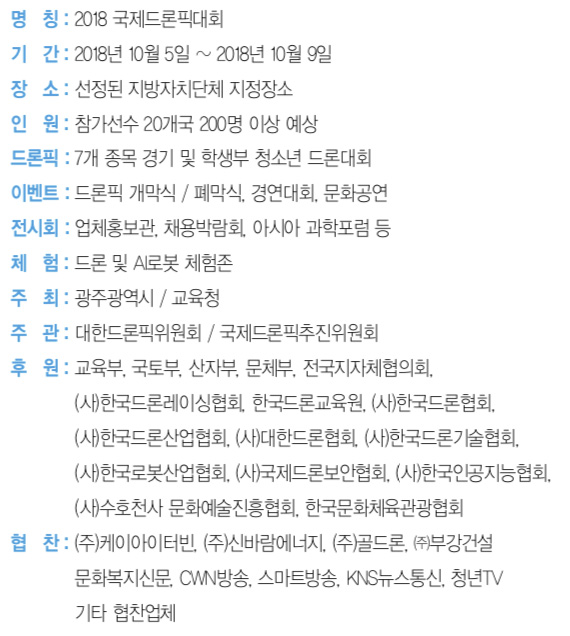 명 칭 : 2018 국제드론픽대회
기 간 : 2018년 10월 5일 ~ 2018년 10월 9일
장 소 : 선정된 지방자치단체 지정장소
인 원 : 참가선수 20개국 200명 이상 예상
드론픽 : 7개 종목 경기 및 학생부 청소년 드론대회
이벤트 : 드론픽 개막식 / 폐막식, 경연대회, 문화공연
전시회 : 업체홍보관, 채용박람회, 아시아 과학포럼 등
체 험 : 드론 및 AI로봇 체험존
주 최 : 광주광역시 / 교육청
주 관 : 대한드론픽위원회 / 국제드론픽추진위원회
후 원 : 교육부, 국토부, 산자부, 문체부, 전국지자체협의회,
(사)한국드론레이싱협회, 한국드론교육원, (사)한국드론협회,
(사)한국드론산업협회, (사)대한드론협회, (사)한국드론기술협회,
(사)한국로봇산업협회, (사)국제드론보안협회, (사)한국인공지능협회,
(사)수호천사 문화예술진흥협회, 한국문화체육관광협회
협 찬 : (주)케이아이터빈, (주)신바람에너지, (주)골드론, ㈜부강건설
문화복지신문, CWN방송, 스마트방송, KNS뉴스통신, 청년TV
기타 협찬업체